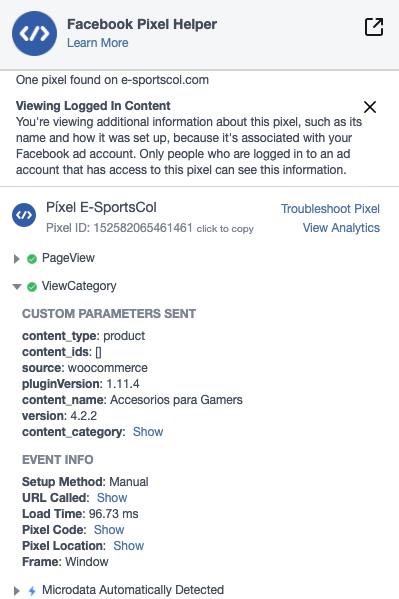 Facebook Pixel Helper
Learn More
One pixel found on e-sportscol.com
Viewing Logged In Content
You're viewing additional information about this pixel, such as its
name and how it was set up, because it's associated with your
Facebook ad account. Only people who are logged in to an ad
account that has access to this pixel can see this information.
Píxel E-SportsCol
Troubleshoot Pixel
Pixel ID: 152582065461461 click to copy
View Analytics
PageView
ViewCategory
CUSTOM PARAMETERS SENT
content_type: product
content_ids: []
source: woocommerce
pluginVersion: 1.11.4
content_name: Accesorios para Gamers
version: 4.2.2
content_category: Show
EVENT INFO
Setup Method: Manual
URL Called: Show
Load Time: 96.73 ms
Pixel Code: Show
Pixel Location: Show
Frame: Window
Microdata Automatically Detected